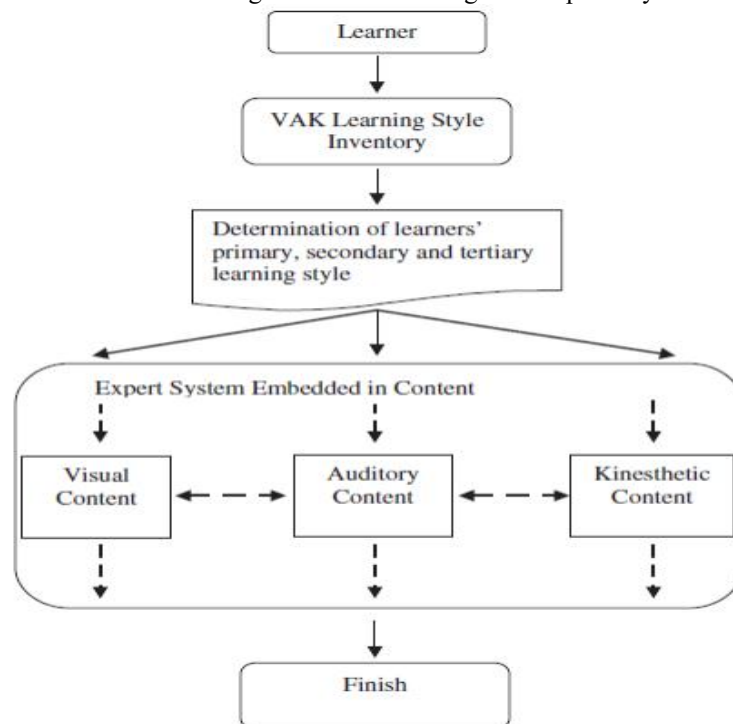 Learner
VAK Learning Style
Inventory
Determination of learners'
primary, secondary and tertiary
learning style
Expert System Embedded in Content
Visual
Content
Auditory
Content
Kinesthetic
Content
Finish